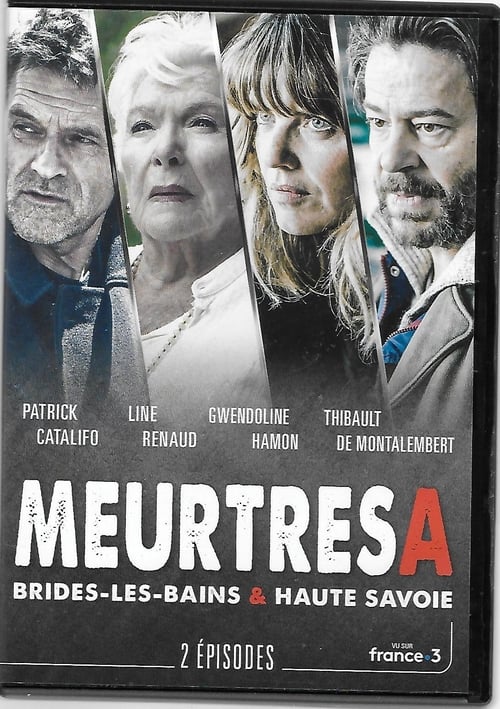 PATRICK
CATALIFO
LINE
RENAUD
GWENDOLINE
HAMON
THIBAULT
DE MONTALEMBERT
MEURTRES A
BRIDES-LES-BAINS & HAUTE SAVOIE
2 ÉPISODES
VU SUR
france•3